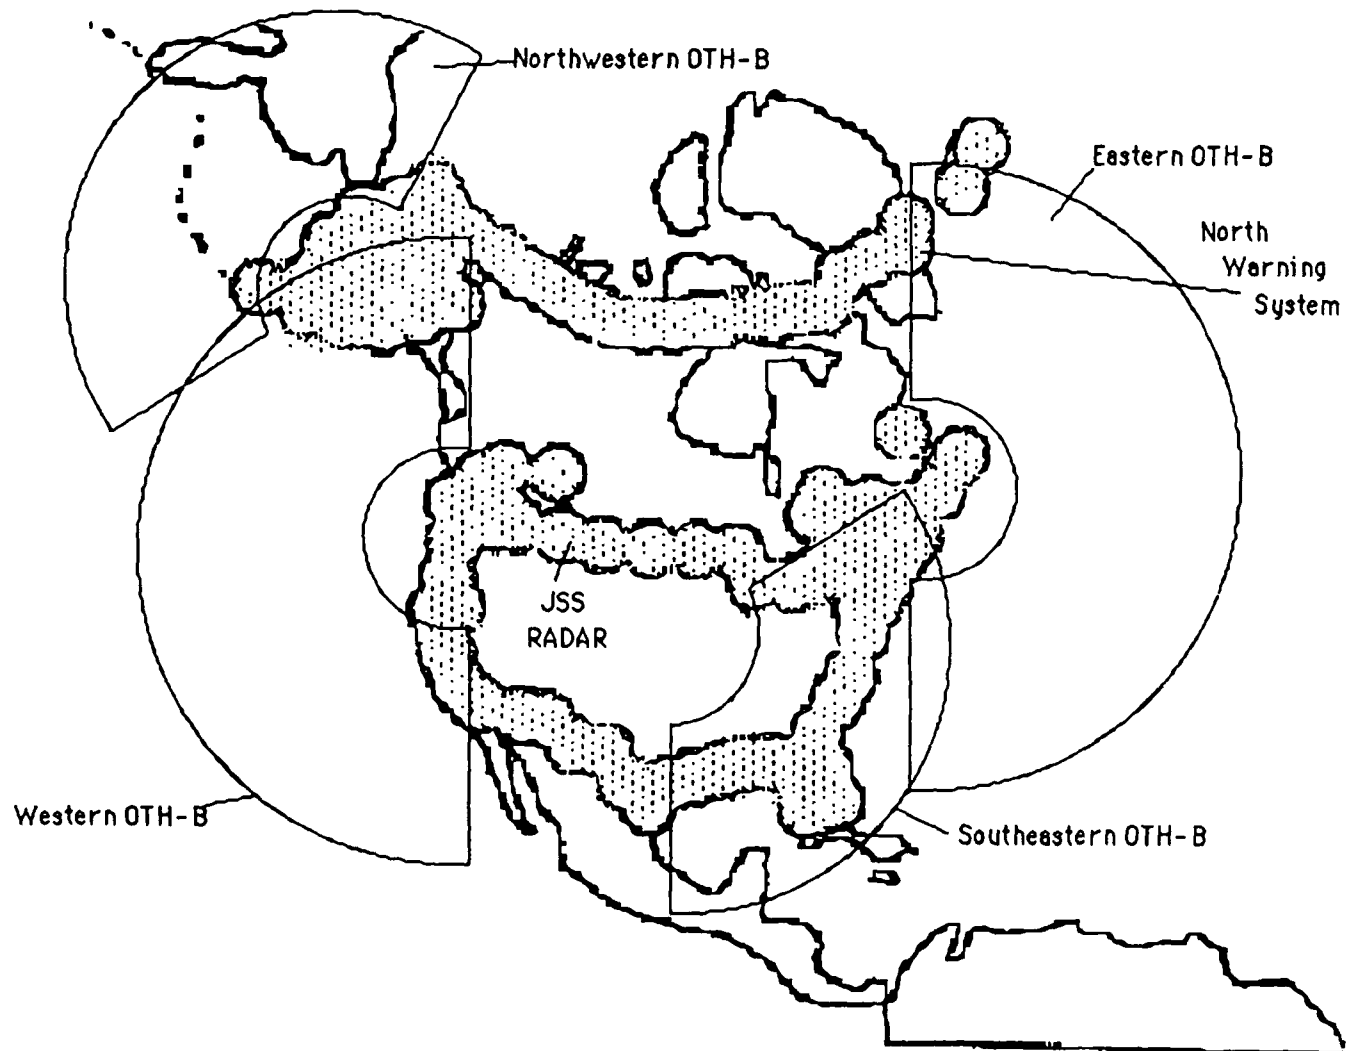 Northwestern OTH-B
Eastern OTH-B
North
Warning
System
JSS
RADAR
Western OTH-B
Southeastern OTH-B